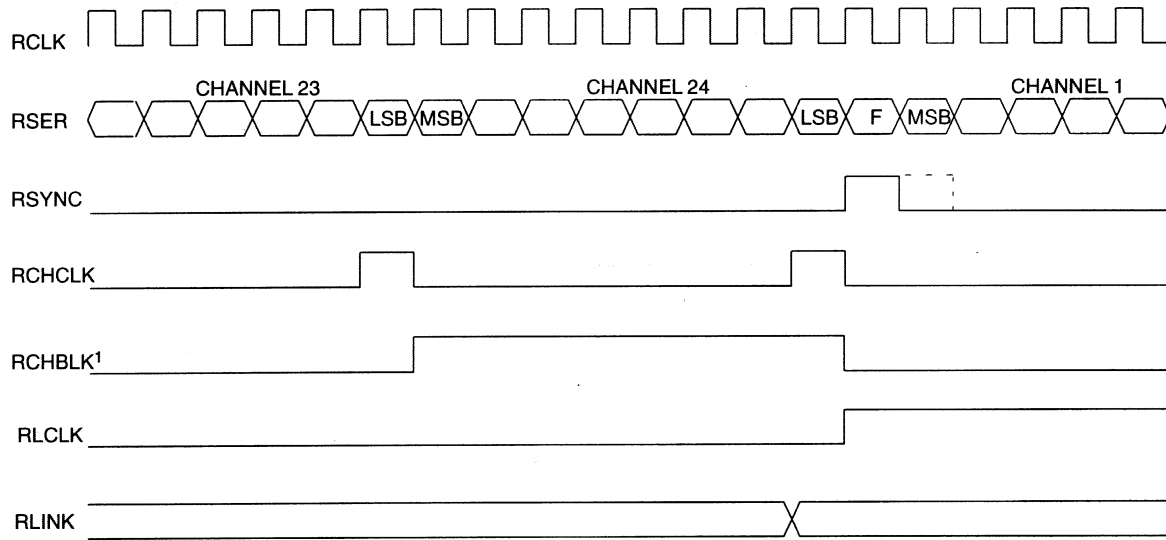 RCLK
CHANNEL 23 CHANNEL 24 CHANNEL 1
RSER LSB MSB LSB F MSB
RSYNC
RCHCLK
RCHBLK1
RLCLK
RLINK